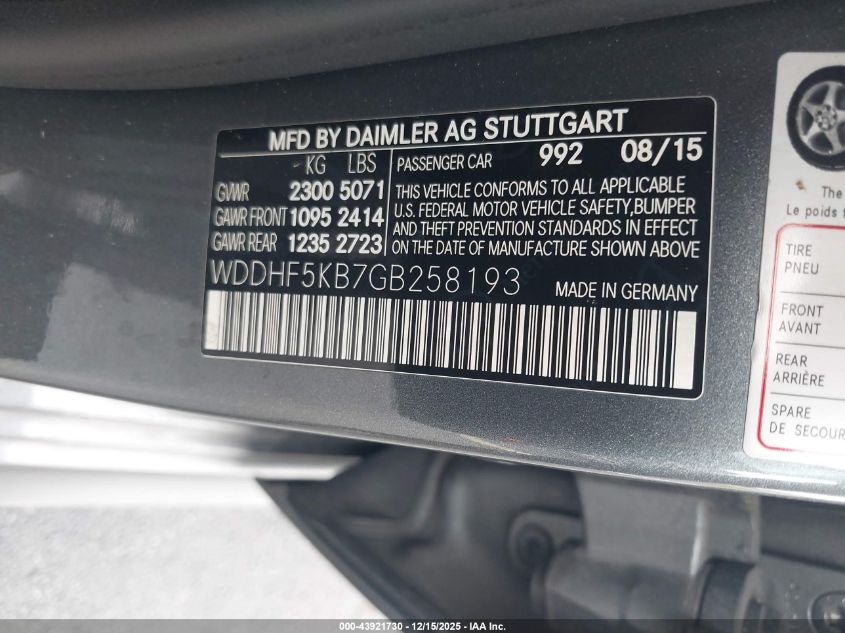 MFD BY DAIMLER AG STUTTGART
KG LBS
PASSENGER CAR 992 08/15
GVWR 2300 5071
GAWR FRONT 1095 2414
GAWR REAR 1235 2723
THIS VEHICLE CONFORMS TO ALL APPLICABLE
U.S. FEDERAL MOTOR VEHICLE SAFETY,BUMPER
AND THEFT PREVENTION STANDARDS IN EFFECT
ON THE DATE OF MANUFACTURE SHOWN ABOVE
WDDHF5KB7GB258193 MADE IN GERMANY
The
Le poids
TIRE
PNEU
FRONT
AVANT
REAR
ARRIÈRE
SPARE
DE SECOUR
000-43921730 - 12/15/2025 - IAA Inc.